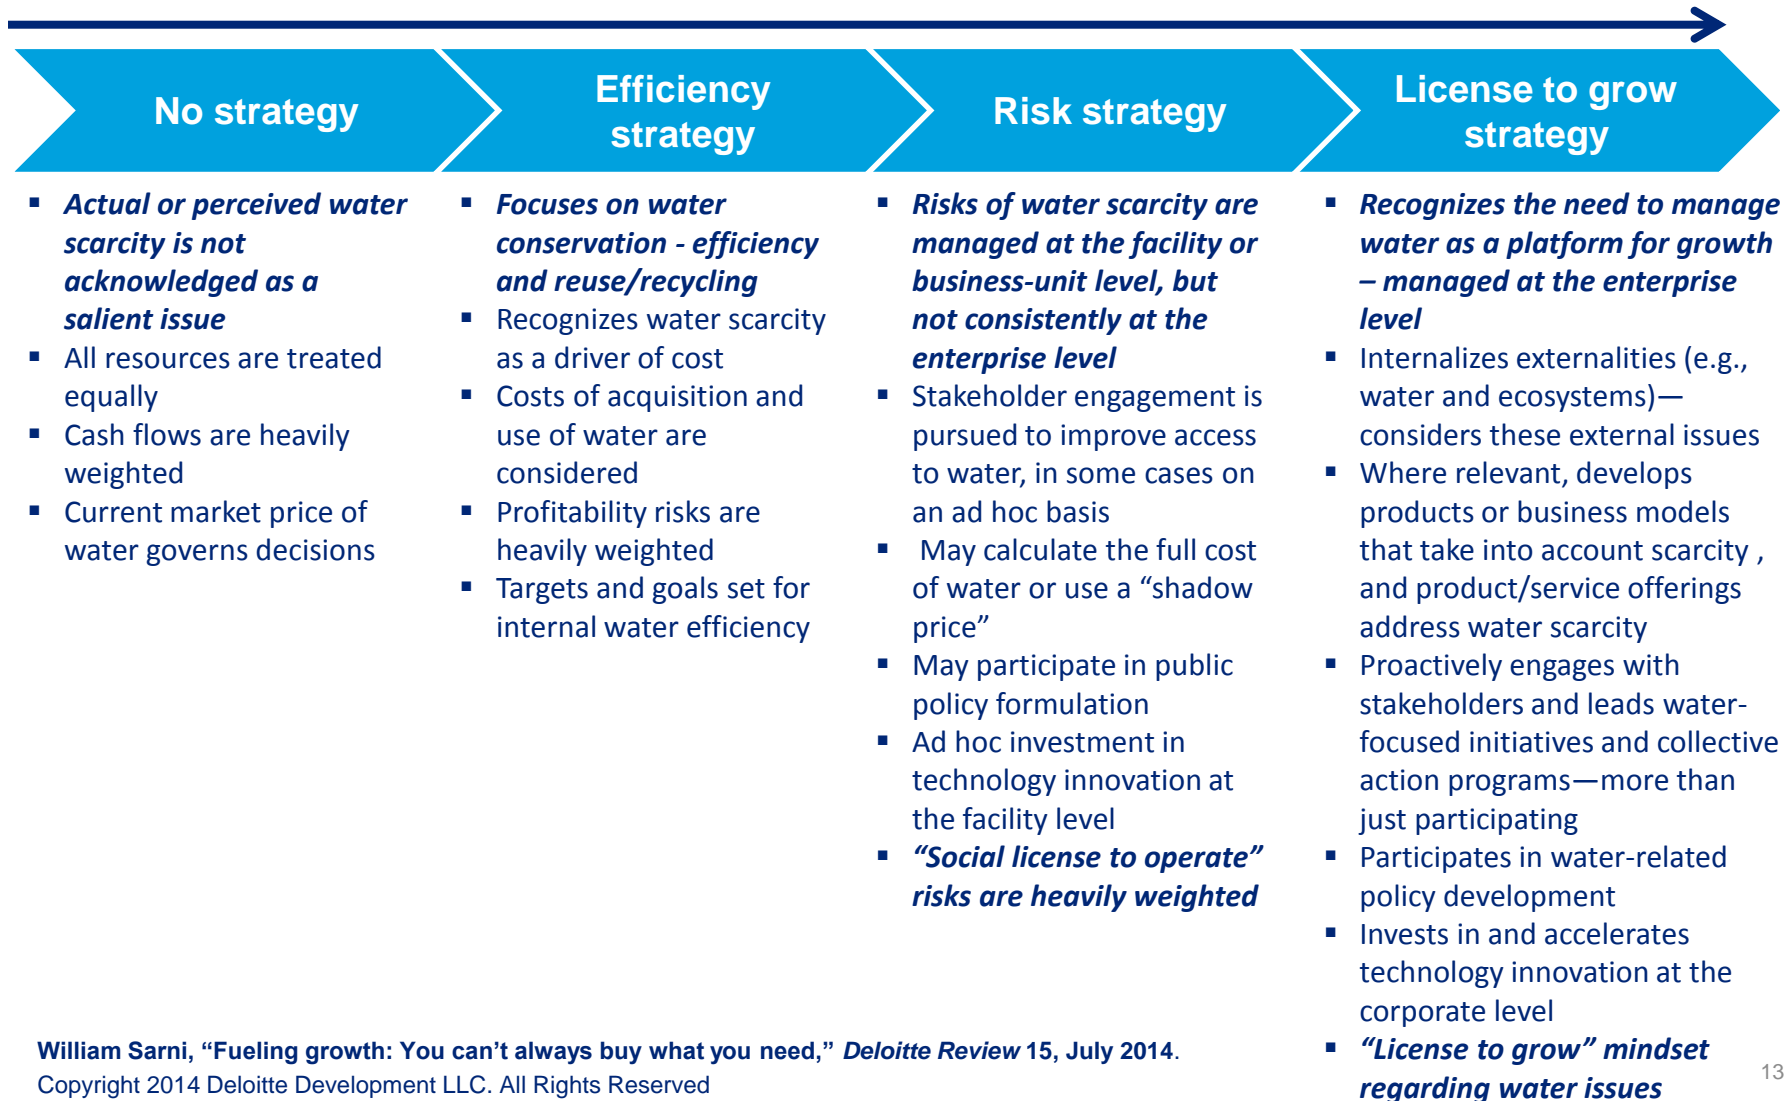 No strategy
Efficiency
strategy
Risk strategy
License to grow
strategy
▪ Actual or perceived water
scarcity is not
acknowledged as a
salient issue
▪ All resources are treated
equally
▪ Cash flows are heavily
weighted
▪ Current market price of
water governs decisions
▪ Focuses on water
conservation - efficiency
and reuse/recycling
▪ Recognizes water scarcity
as a driver of cost
▪ Costs of acquisition and
use of water are
considered
▪ Profitability risks are
heavily weighted
▪ Targets and goals set for
internal water efficiency
▪ Risks of water scarcity are
managed at the facility or
business-unit level, but
not consistently at the
enterprise level
▪ Stakeholder engagement is
pursued to improve access
to water, in some cases on
an ad hoc basis
▪ May calculate the full cost
of water or use a “shadow
price”
▪ May participate in public
policy formulation
▪ Ad hoc investment in
technology innovation at
the facility level
▪ “Social license to operate”
risks are heavily weighted
▪ Recognizes the need to manage
water as a platform for growth
– managed at the enterprise
level
▪ Internalizes externalities (e.g.,
water and ecosystems)—
considers these external issues
▪ Where relevant, develops
products or business models
that take into account scarcity ,
and product/service offerings
address water scarcity
▪ Proactively engages with
stakeholders and leads water-
focused initiatives and collective
action programs—more than
just participating
▪ Participates in water-related
policy development
▪ Invests in and accelerates
technology innovation at the
corporate level
▪ “License to grow” mindset
regarding water issues
William Sarni, “Fueling growth: You can’t always buy what you need,” Deloitte Review 15, July 2014.
Copyright 2014 Deloitte Development LLC. All Rights Reserved
13